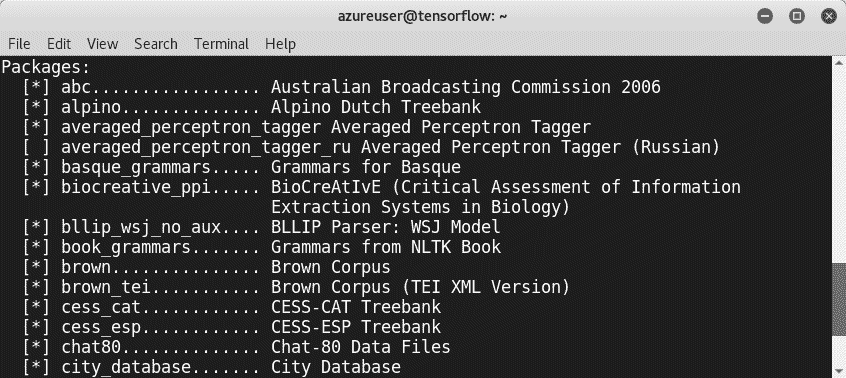 azureuser@tensorflow: ~
File Edit View Search Terminal Help
Packages:
  [*] abc................. Australian Broadcasting Commission 2006
  [*] alpino.............. Alpino Dutch Treebank
  [*] averaged_perceptron_tagger Averaged Perceptron Tagger
  [ ] averaged_perceptron_tagger_ru Averaged Perceptron Tagger (Russian)
  [*] basque_grammars..... Grammars for Basque
  [*] biocreative_ppi..... BioCreAtIvE (Critical Assessment of Information
                           Extraction Systems in Biology)
  [*] bllip_wsj_no_aux.... BLLIP Parser: WSJ Model
  [*] book_grammars....... Grammars from NLTK Book
  [*] brown............... Brown Corpus
  [*] brown_tei........... Brown Corpus (TEI XML Version)
  [*] cess_cat............ CESS-CAT Treebank
  [*] cess_esp............ CESS-ESP Treebank
  [*] chat80.............. Chat-80 Data Files
  [*] city_database....... City Database